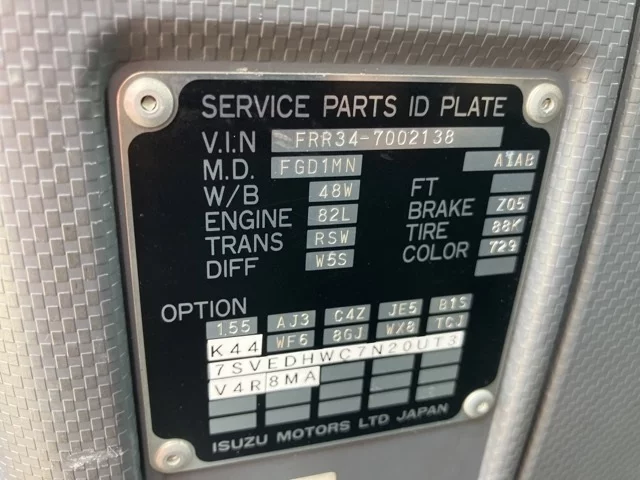 SERVICE PARTS ID PLATE
V.I.N FRR34-7002138
M.D. FGD1MN A1AB
W/B 48W FT
ENGINE 82L BRAKE Z05
TRANS RSW TIRE 88K
DIFF W5S COLOR 729
OPTION
155 AJ3 C4Z JE5 B1S
K44 WF6 8GJ WX8 TCJ
7SVEDHWC7N20UT3
V4R8MA
ISUZU MOTORS LTD JAPAN